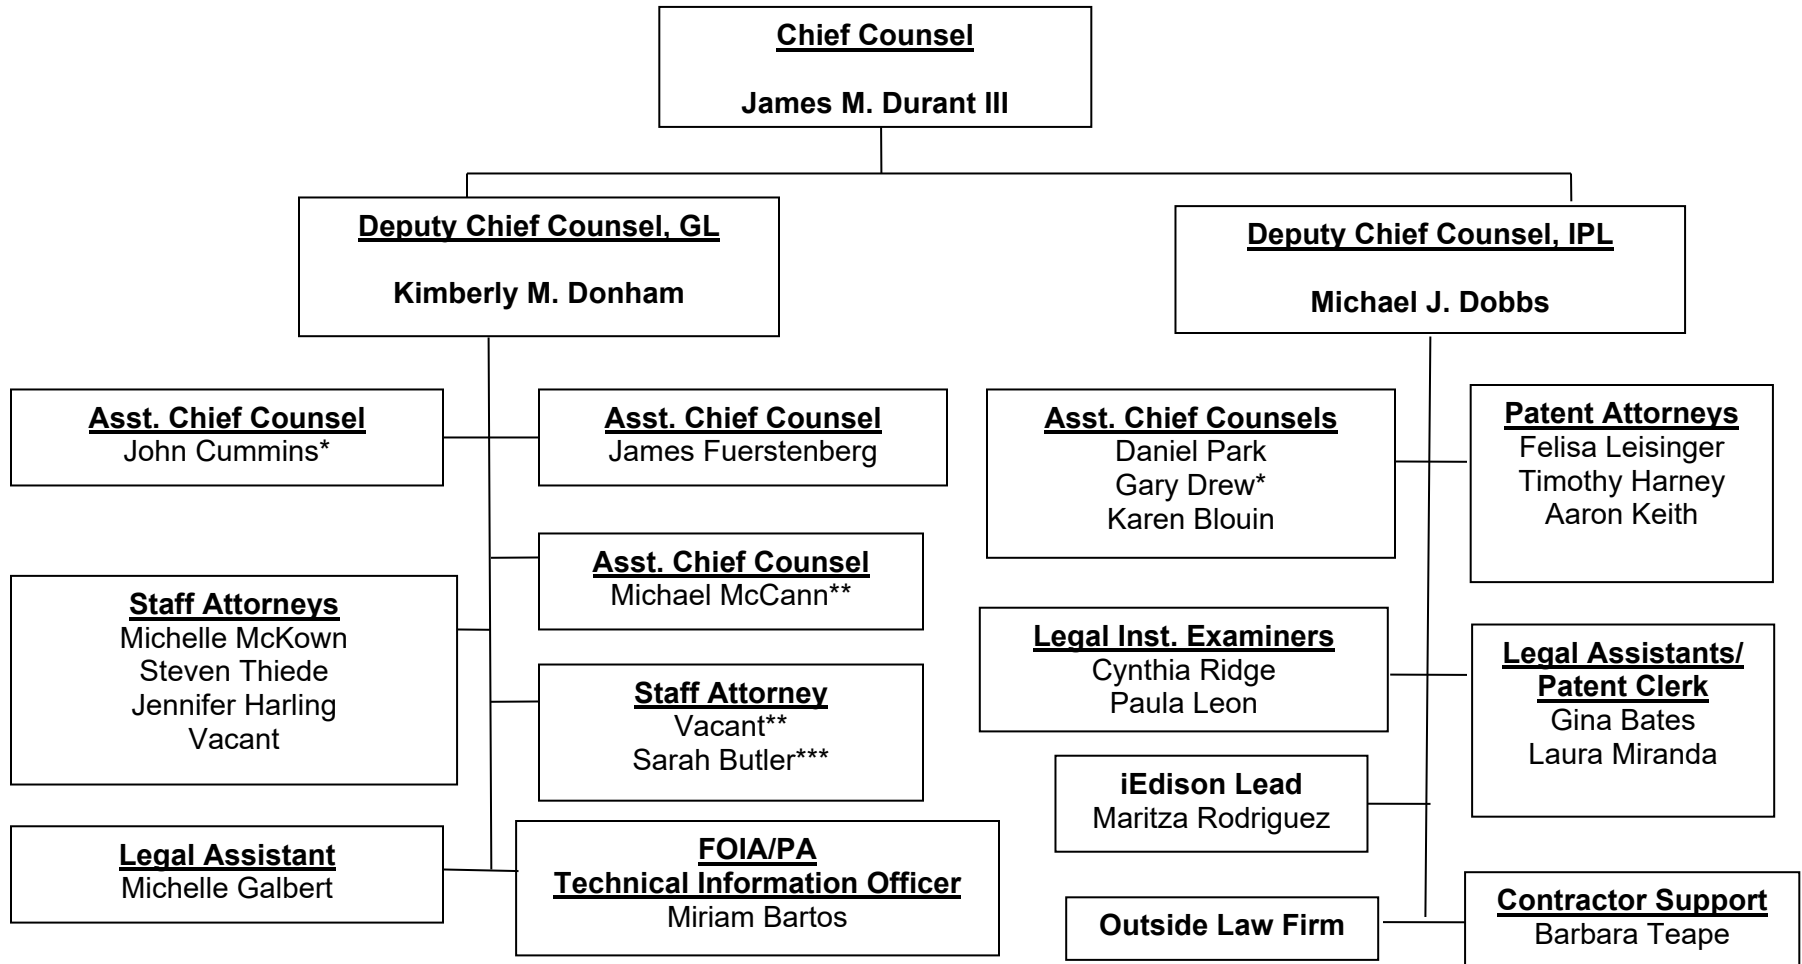 Chief Counsel
James M. Durant III
Deputy Chief Counsel, GL
Kimberly M. Donham
Deputy Chief Counsel, IPL
Michael J. Dobbs
Asst. Chief Counsel
John Cummins*
Asst. Chief Counsel
James Fuerstenberg
Asst. Chief Counsel
Michael McCann**
Staff Attorneys
Michelle McKown
Steven Thiede
Jennifer Harling
Vacant
Staff Attorney
Vacant**
Sarah Butler***
Legal Assistant
Michelle Galbert
FOIA/PA
Technical Information Officer
Miriam Bartos
Asst. Chief Counsels
Daniel Park
Gary Drew*
Karen Blouin
Patent Attorneys
Felisa Leisinger
Timothy Harney
Aaron Keith
Legal Inst. Examiners
Cynthia Ridge
Paula Leon
Legal Assistants/
Patent Clerk
Gina Bates
Laura Miranda
iEdison Lead
Maritza Rodriguez
Outside Law Firm
Contractor Support
Barbara Teape